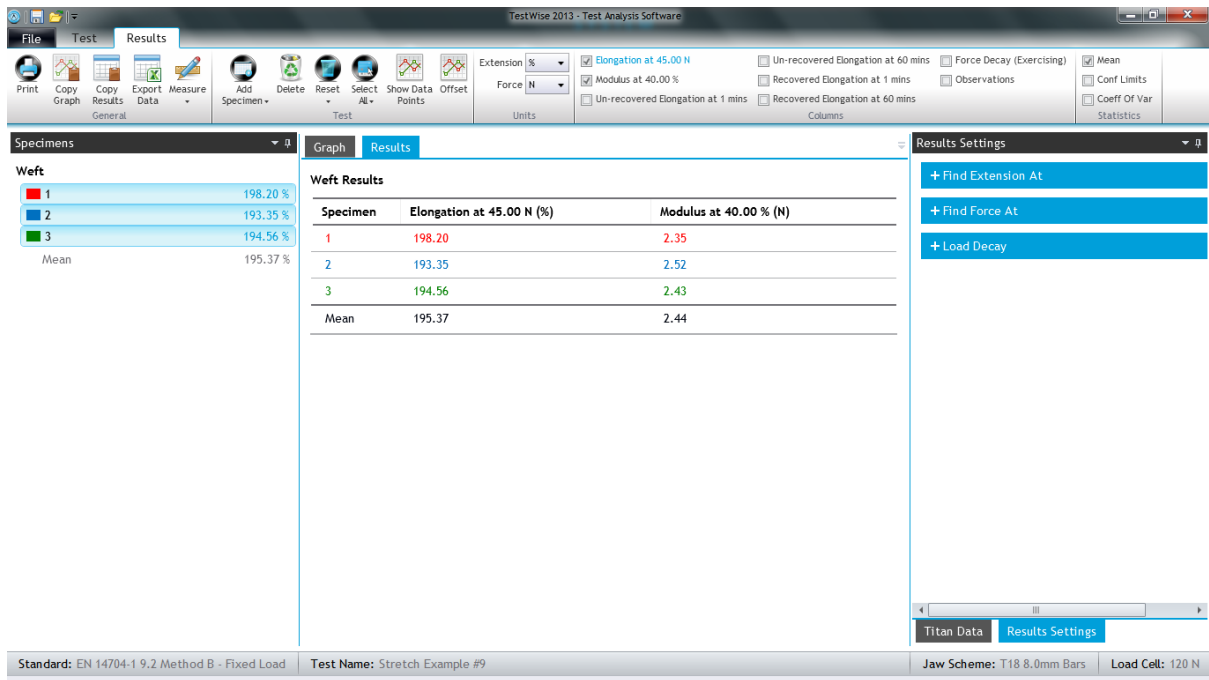 TestWise 2013 - Test Analysis Software
File Test Results
Print Copy Graph Copy Results Export Data Measure
General
Add Specimen Delete Reset Select All Show Data Points Offset
Test
Extension %
Force N
Units
Elongation at 45.00 N
Modulus at 40.00 %
Un-recovered Elongation at 1 mins
Un-recovered Elongation at 60 mins
Recovered Elongation at 1 mins
Recovered Elongation at 60 mins
Force Decay (Exercising)
Observations
Columns
Mean
Conf Limits
Coeff Of Var
Statistics
Specimens
Weft
1 198.20 %
2 193.35 %
3 194.56 %
Mean 195.37 %
Graph Results
Weft Results
Specimen Elongation at 45.00 N (%) Modulus at 40.00 % (N)
1 198.20 2.35
2 193.35 2.52
3 194.56 2.43
Mean 195.37 2.44
Results Settings
+ Find Extension At
+ Find Force At
+ Load Decay
Titan Data Results Settings
Standard: EN 14704-1 9.2 Method B - Fixed Load Test Name: Stretch Example #9 Jaw Scheme: T18 8.0mm Bars Load Cell: 120 N